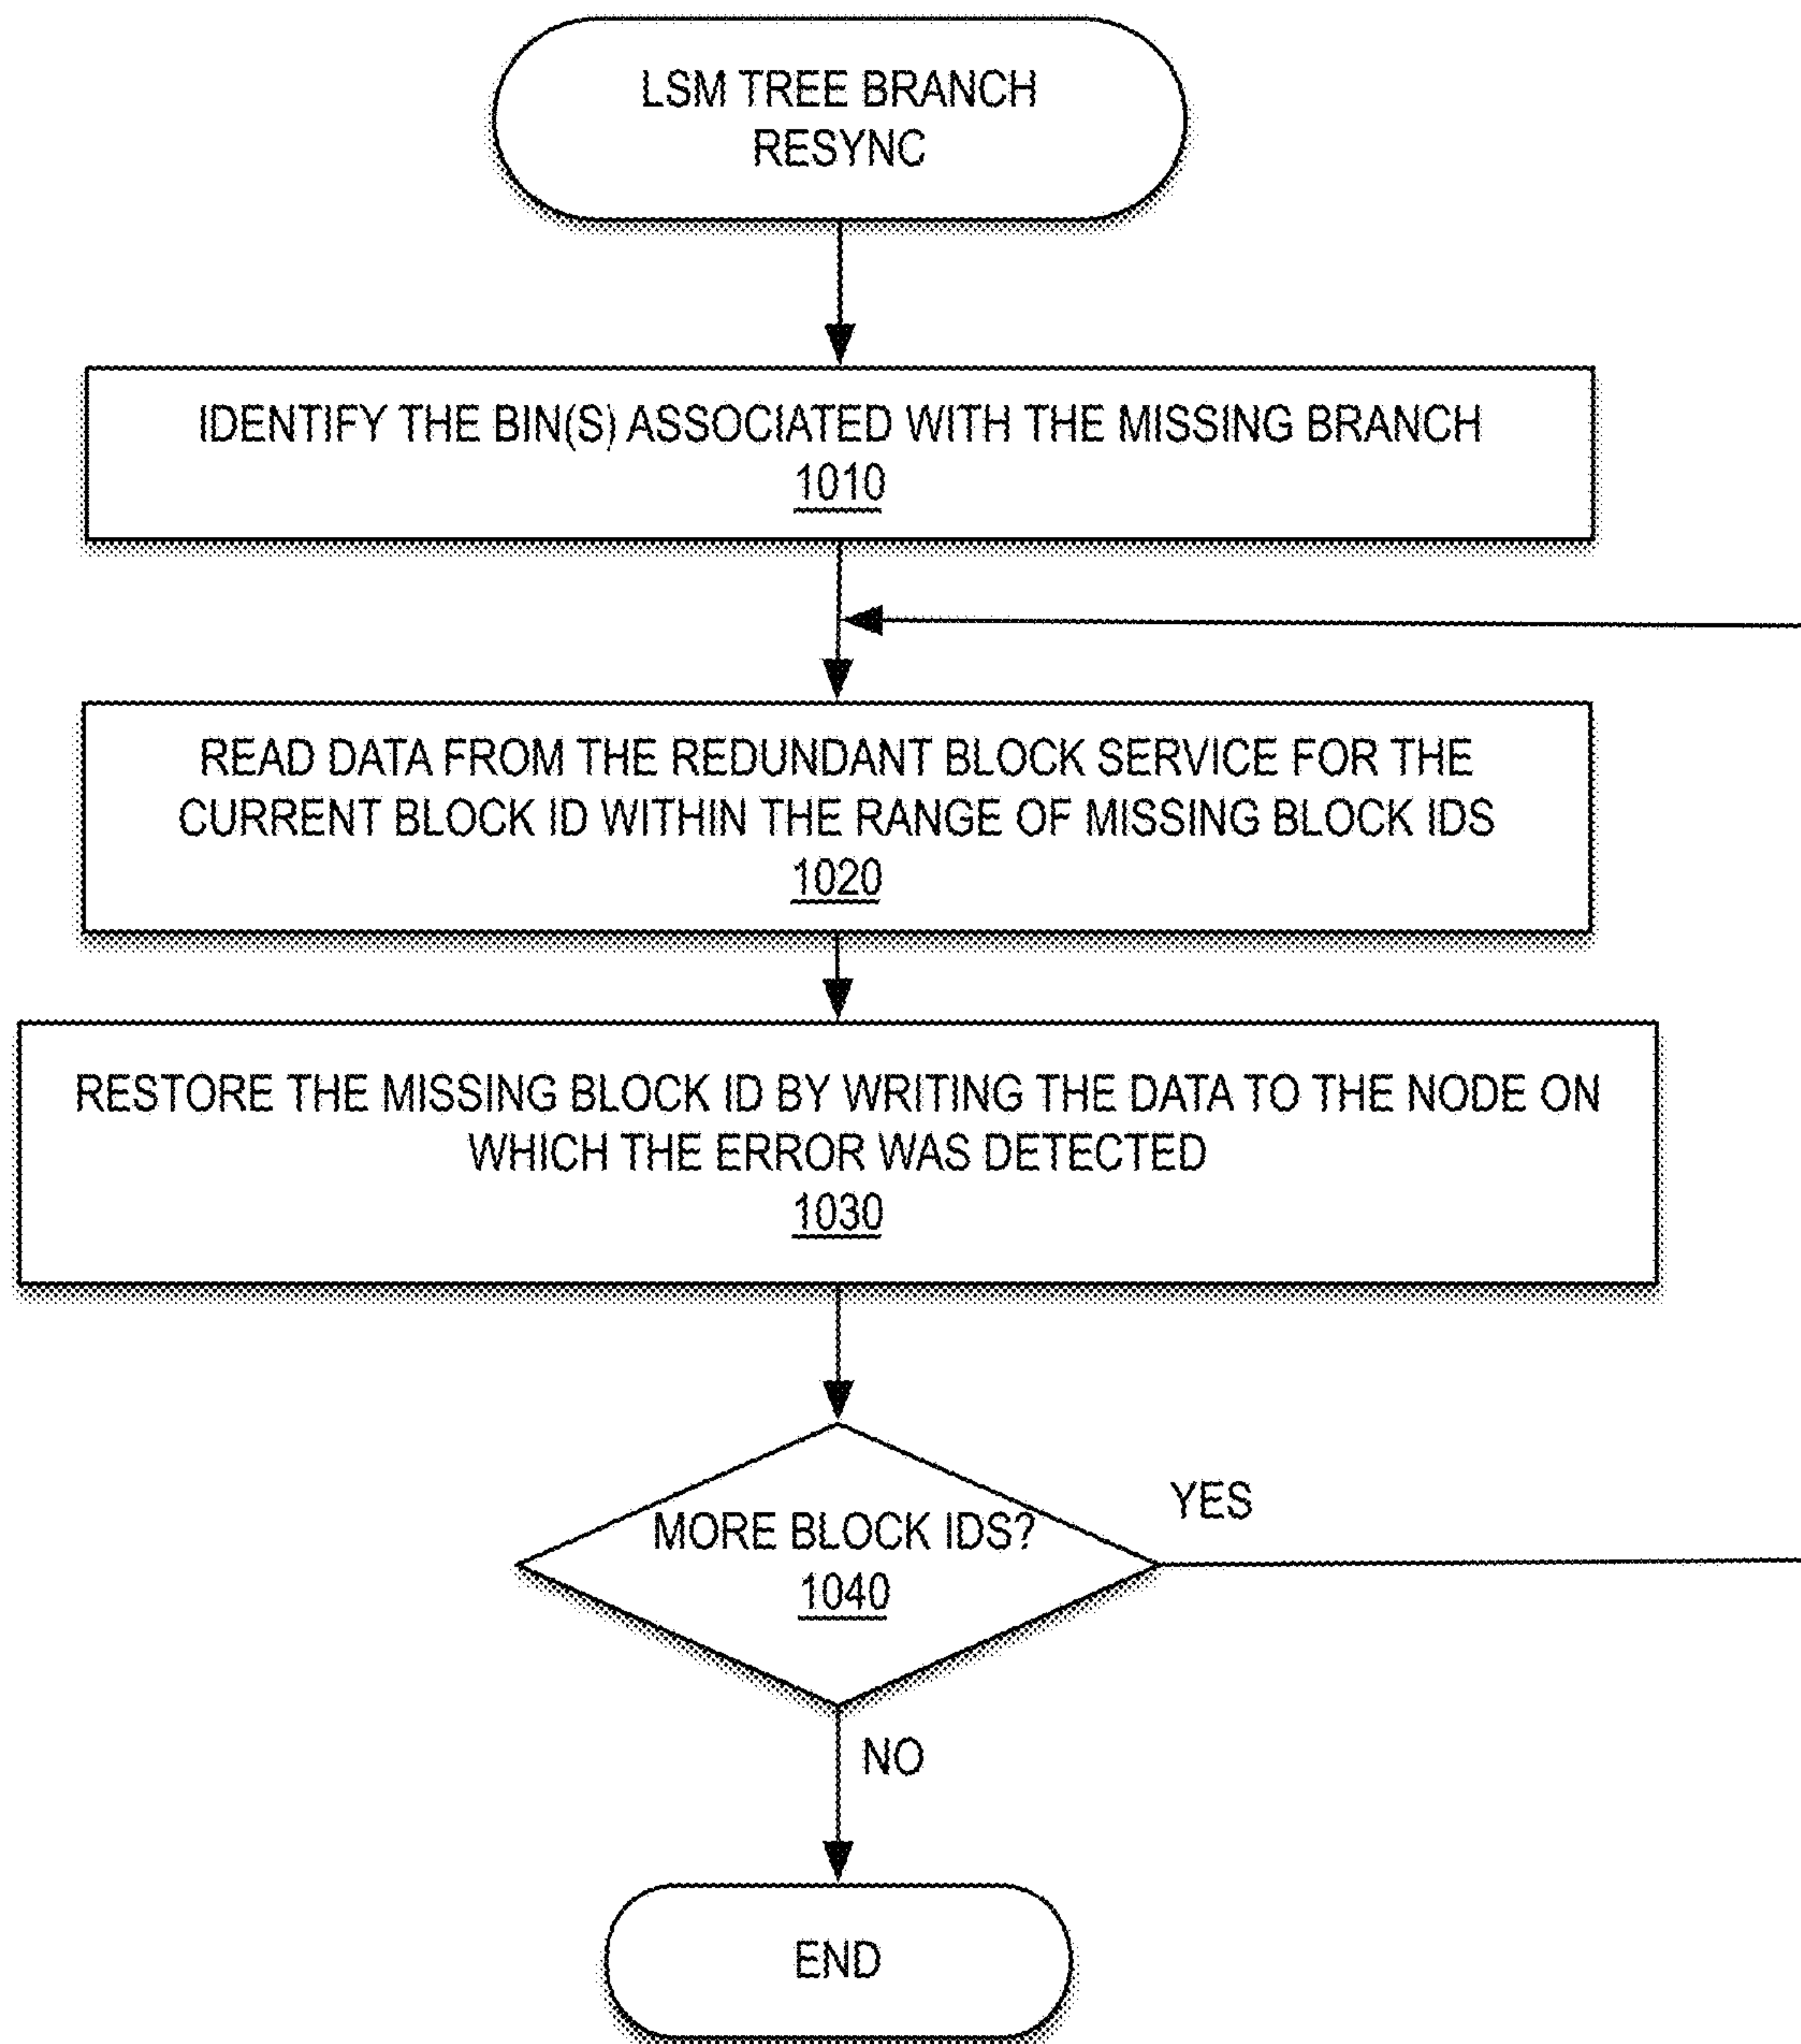 LSM TREE BRANCH
RESYNC
IDENTIFY THE BIN(S) ASSOCIATED WITH THE MISSING BRANCH
1010
READ DATA FROM THE REDUNDANT BLOCK SERVICE FOR THE
CURRENT BLOCK ID WITHIN THE RANGE OF MISSING BLOCK IDS
1020
RESTORE THE MISSING BLOCK ID BY WRITING THE DATA TO THE NODE ON
WHICH THE ERROR WAS DETECTED
1030
YES
MORE BLOCK IDS?
1040
NO
END